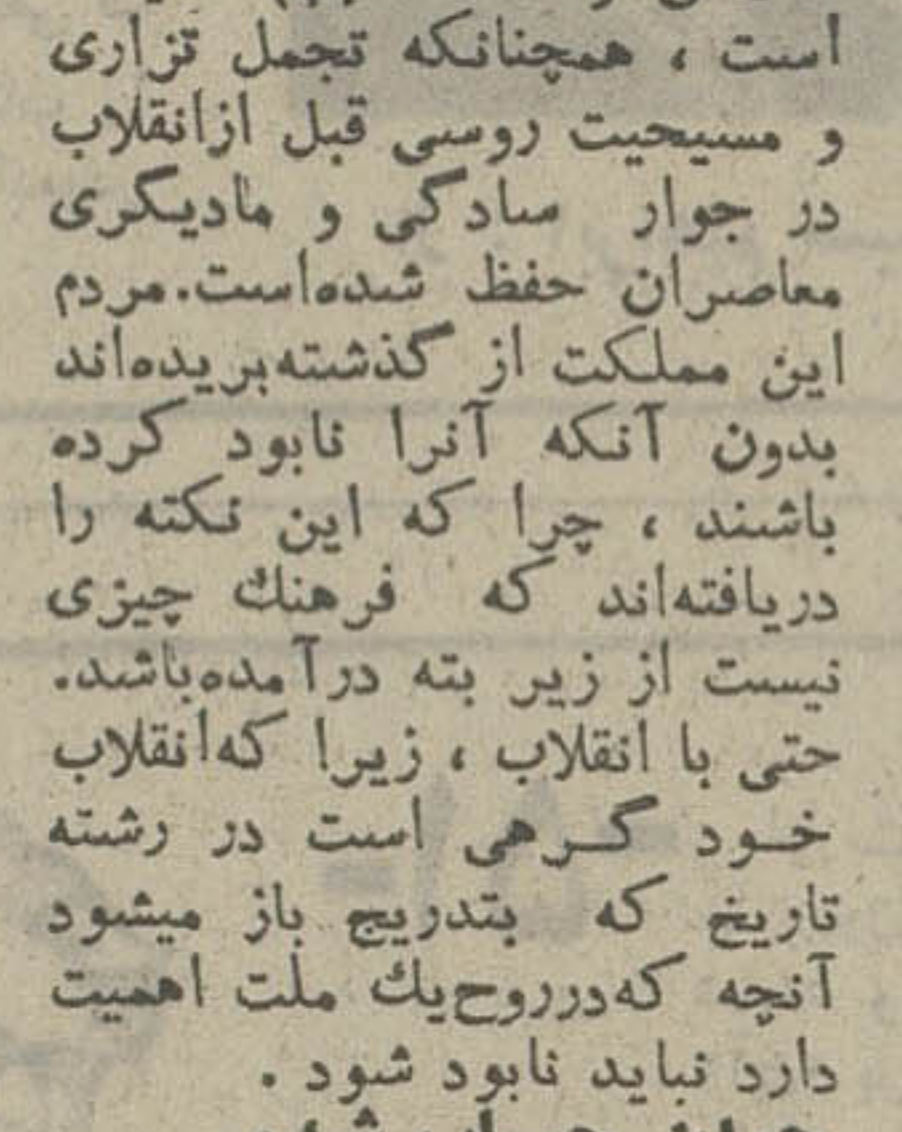 است ، همچنانکه تجمل تزاری
و مسیحیت روسی قبل ازانقلاب
در جوار سادگی و مادیگری
معاصران حفظ شده‌است.مردم
این مملکت از گذشته‌بریده‌اند
بدون آنکه آنرا نابود کرده
باشند ، چرا که این نکته را
دریافته‌اند که فرهنك چیزی
نیست از زیر بته درآمده‌باشد.
حتی با انقلاب ، زیرا که‌انقلاب
خود گرهی است در رشته
تاریخ که بتدریج باز میشود
آنچه که‌درروح‌يك ملت اهمیت
دارد نباید نابود شود .